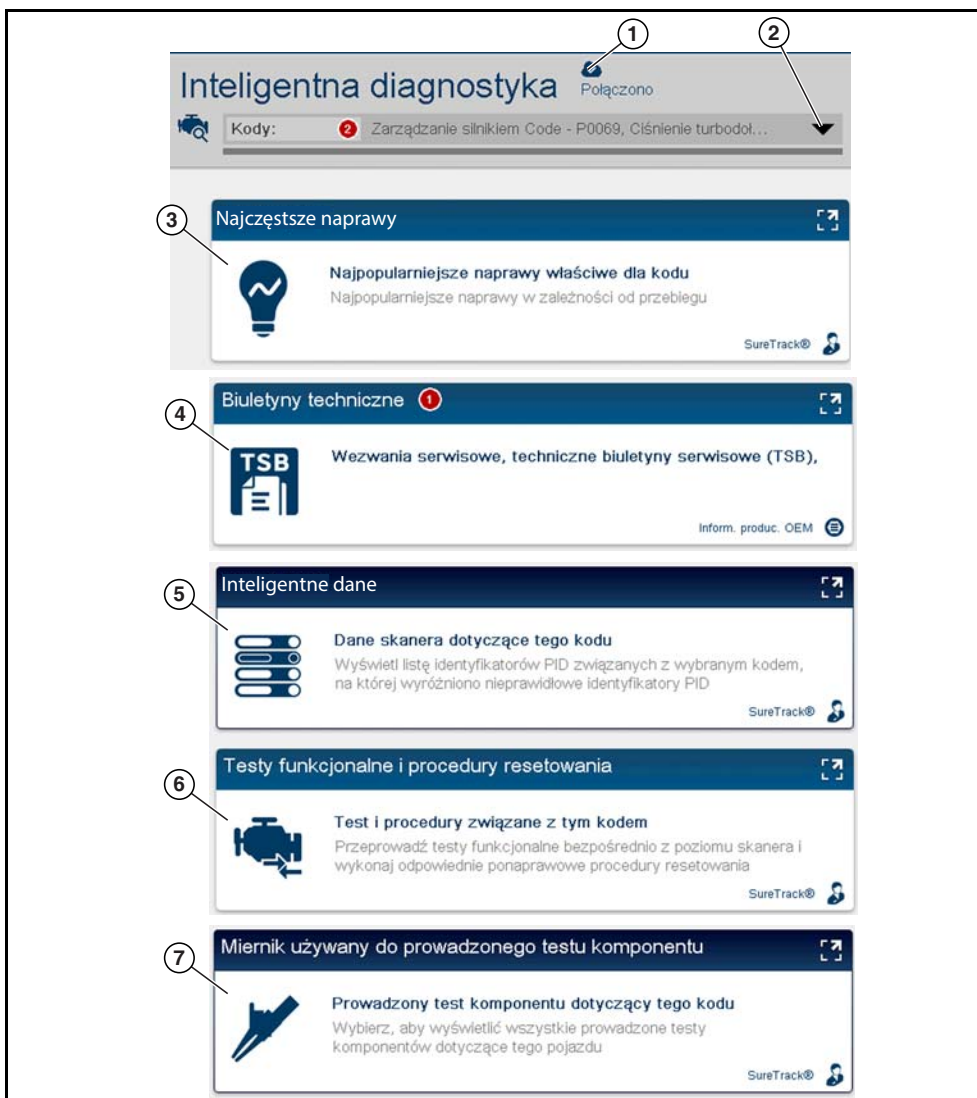 1
2
Inteligentna diagnostyka
Połączono
Kody: 2 Zarządzanie silnikiem Code - P0069, Ciśnienie turbodoł...
3
Najczęstsze naprawy
Najpopularniejsze naprawy właściwe dla kodu
Najpopularniejsze naprawy w zależności od przebiegu
SureTrack®
4
Biuletyny techniczne 1
TSB
Wezwania serwisowe, techniczne biuletyny serwisowe (TSB),
Inform. produc. OEM
5
Inteligentne dane
Dane skanera dotyczące tego kodu
Wyświetl listę identyfikatorów PID związanych z wybranym kodem,
na której wyróżniono nieprawidłowe identyfikatory PID
SureTrack®
6
Testy funkcjonalne i procedury resetowania
Test i procedury związane z tym kodem
Przeprowadź testy funkcjonalne bezpośrednio z poziomu skanera i
wykonaj odpowiednie ponaprawowe procedury resetowania
SureTrack®
7
Miernik używany do prowadzonego testu komponentu
Prowadzony test komponentu dotyczący tego kodu
Wybierz, aby wyświetlić wszystkie prowadzone testy
komponentów dotyczące tego pojazdu
SureTrack®